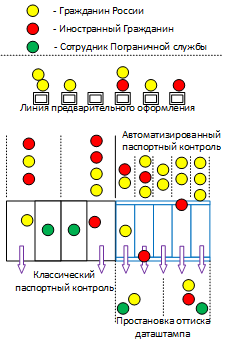 - Гражданин России
- Иностранный Гражданин
- Сотрудник Пограничной службы
Линия предварительного оформления
Автоматизированный
паспортный контроль
Классический
паспортный контроль
Простановка оттиска
даташтампа